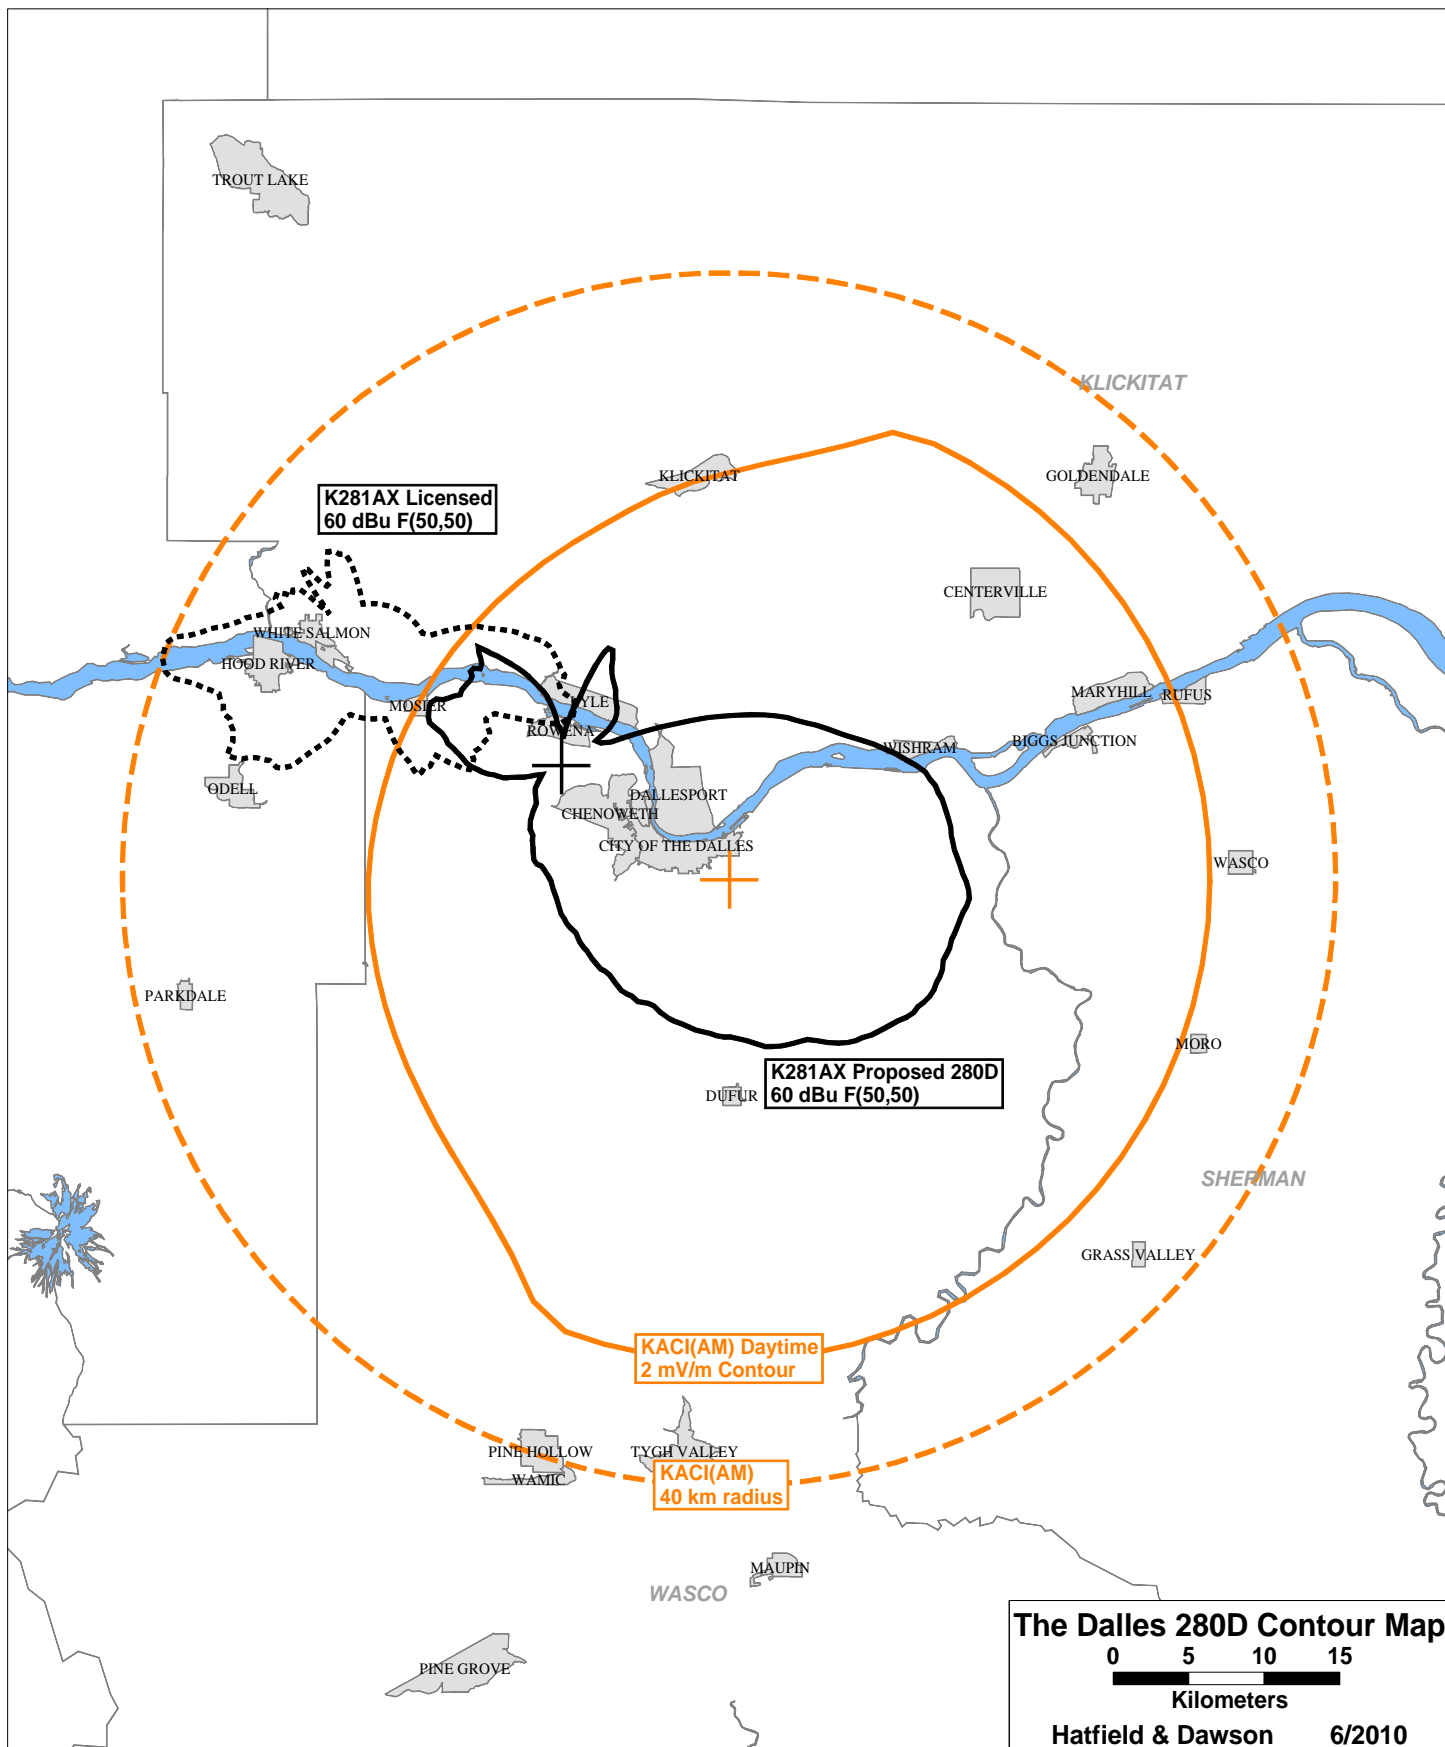 TROUT LAKE
KLICKITAT
KLICKITAT
GOLDENDALE
K281AX Licensed
60 dBu F(50,50)
CENTERVILLE
WHITE SALMON
HOOD RIVER
MOSIER
LYLE
ROWENA
MARYHILL
RUFUS
WISHRAM
BIGGS JUNCTION
ODELL
DALLESPORT
CHENOWETH
CITY OF THE DALLES
WASCO
PARKDALE
MORO
K281AX Proposed 280D
60 dBu F(50,50)
DUFUR
SHERMAN
GRASS VALLEY
KACI(AM) Daytime
2 mV/m Contour
PINE HOLLOW
TYGH VALLEY
WAMIC
KACI(AM)
40 km radius
MAUPIN
WASCO
PINE GROVE
The Dalles 280D Contour Map
0 5 10 15
Kilometers
Hatfield & Dawson 6/2010